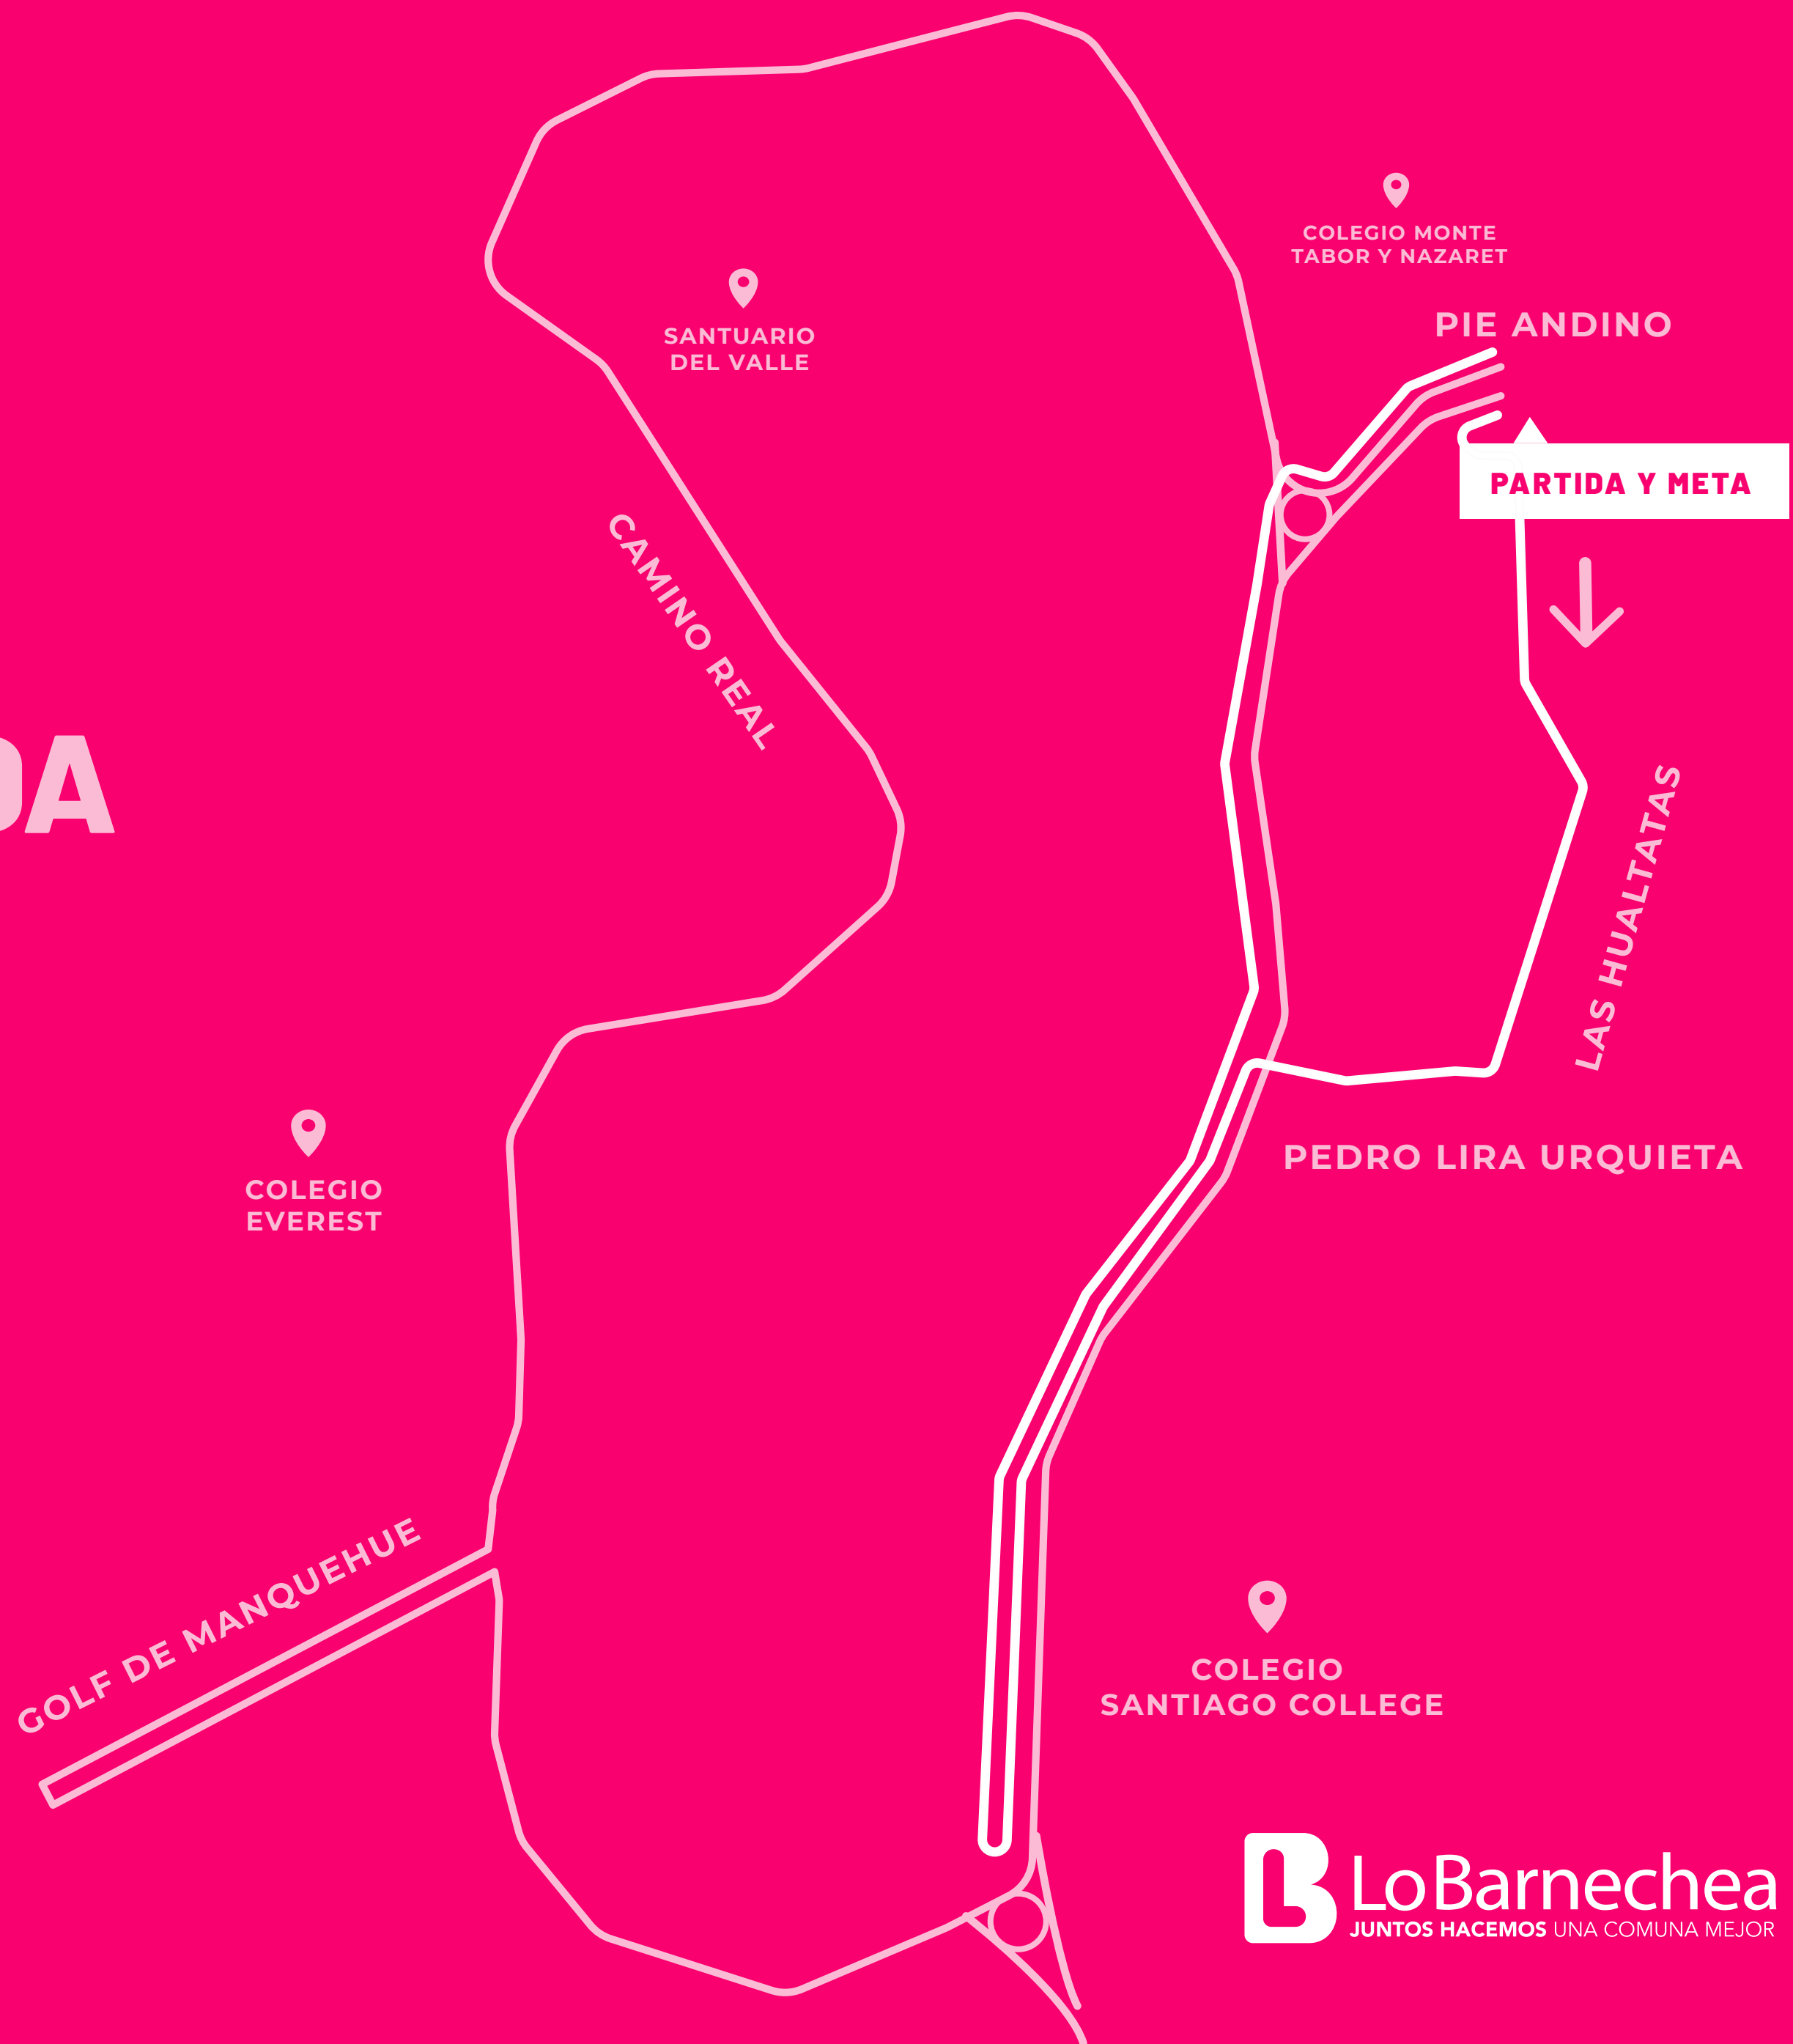 COLEGIO MONTE
TABOR Y NAZARET
PIE ANDINO
SANTUARIO
DEL VALLE
PARTIDA Y META
CAMINO REAL
DA
LAS HUALTATAS
COLEGIO
EVEREST
PEDRO LIRA URQUIETA
GOLF DE MANQUEHUE
COLEGIO
SANTIAGO COLLEGE
LoBarnechea
JUNTOS HACEMOS UNA COMUNA MEJOR